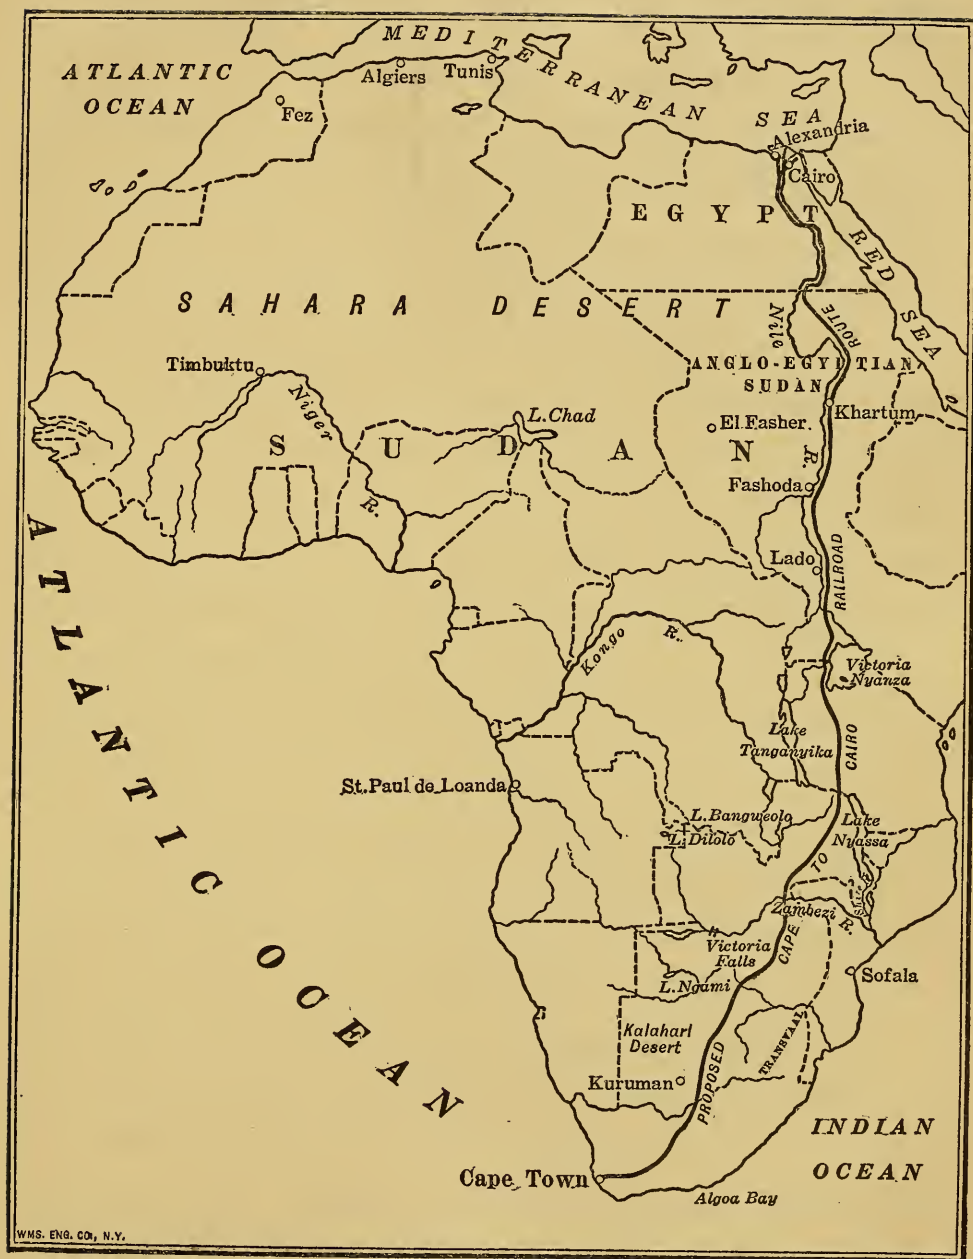 MEDITERRANEAN SEA
ATLANTIC
OCEAN
Algiers
Tunis
Fez
Alexandria
Cairo
EGYPT
RED SEA
SAHARA DESERT
Nile
ROUTE
ANGLO-EGYPTIAN
SUDAN
Timbuktu
Niger
R.
L. Chad
El Fasher.
Khartum
SUDAN
R.
Fashoda
Lado
RAILROAD
ATLANTIC OCEAN
Kongo R.
Victoria
Nyanza
Lake
Tanganyika
CAIRO
St. Paul de Loanda
L. Bangweolo
L. Dilolo
Lake
Nyassa
TO
Shire R.
Zambezi
R.
CAPE
Victoria
Falls
Sofala
L. Ngami
Kalahari
Desert
TRANSVAAL
Kuruman
PROPOSED
INDIAN
OCEAN
Cape Town
Algoa Bay
WMS. ENG. CO., N.Y.